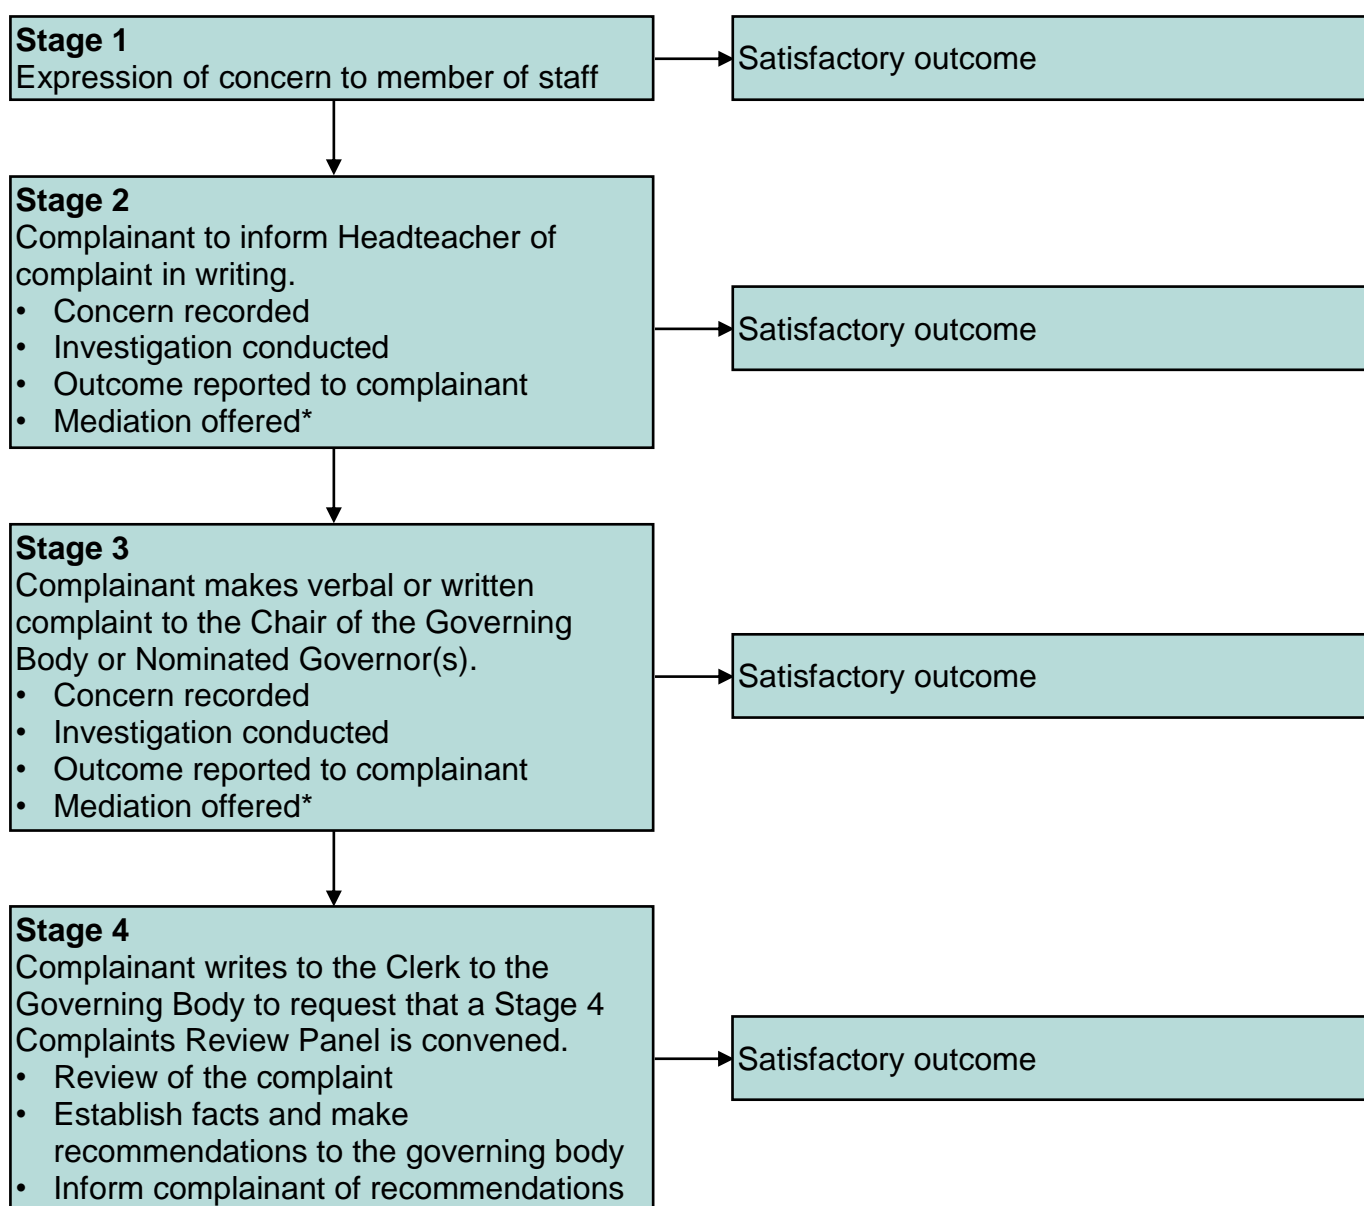 Stage 1
Expression of concern to member of staff
Satisfactory outcome
Stage 2
Complainant to inform Headteacher of
complaint in writing.
• Concern recorded
• Investigation conducted
• Outcome reported to complainant
• Mediation offered*
Satisfactory outcome
Stage 3
Complainant makes verbal or written
complaint to the Chair of the Governing
Body or Nominated Governor(s).
• Concern recorded
• Investigation conducted
• Outcome reported to complainant
• Mediation offered*
Satisfactory outcome
Stage 4
Complainant writes to the Clerk to the
Governing Body to request that a Stage 4
Complaints Review Panel is convened.
• Review of the complaint
• Establish facts and make
recommendations to the governing body
• Inform complainant of recommendations
Satisfactory outcome